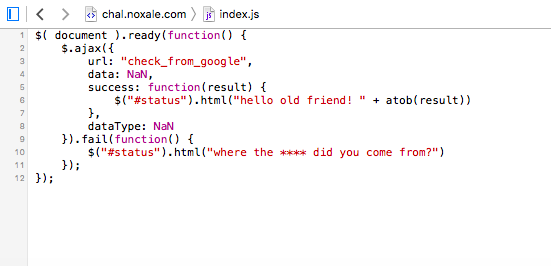 chal.noxale.com › index.js
1 $( document ).ready(function() {
2     $.ajax({
3         url: "check_from_google",
4         data: NaN,
5         success: function(result) {
6             $("#status").html("hello old friend! " + atob(result))
7         },
8         dataType: NaN
9     }).fail(function() {
10         $("#status").html("where the **** did you come from?")
11     });
12 });